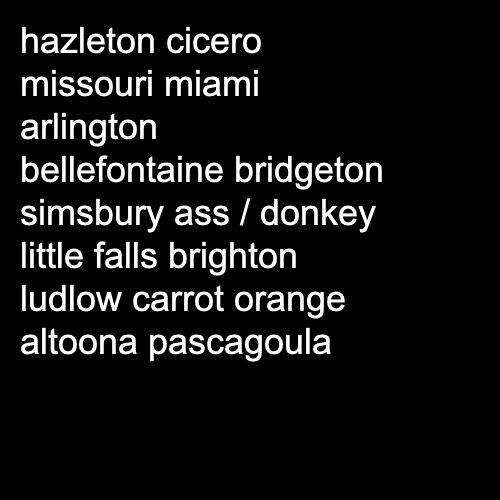 hazleton cicero
missouri miami
arlington
bellefontaine bridgeton
simsbury ass / donkey
little falls brighton
ludlow carrot orange
altoona pascagoula